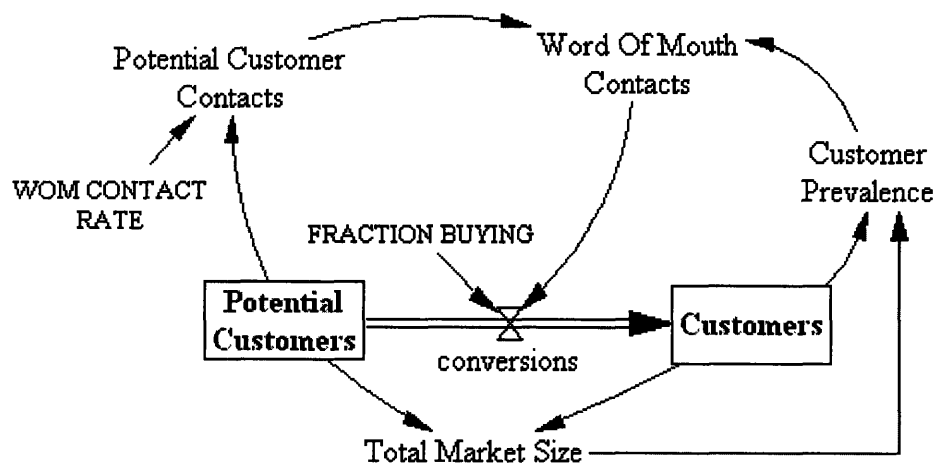 Word Of Mouth
Contacts
Potential Customer
Contacts
Customer
Prevalence
WOM CONTACT
RATE
FRACTION BUYING
Potential
Customers
Customers
conversions
Total Market Size